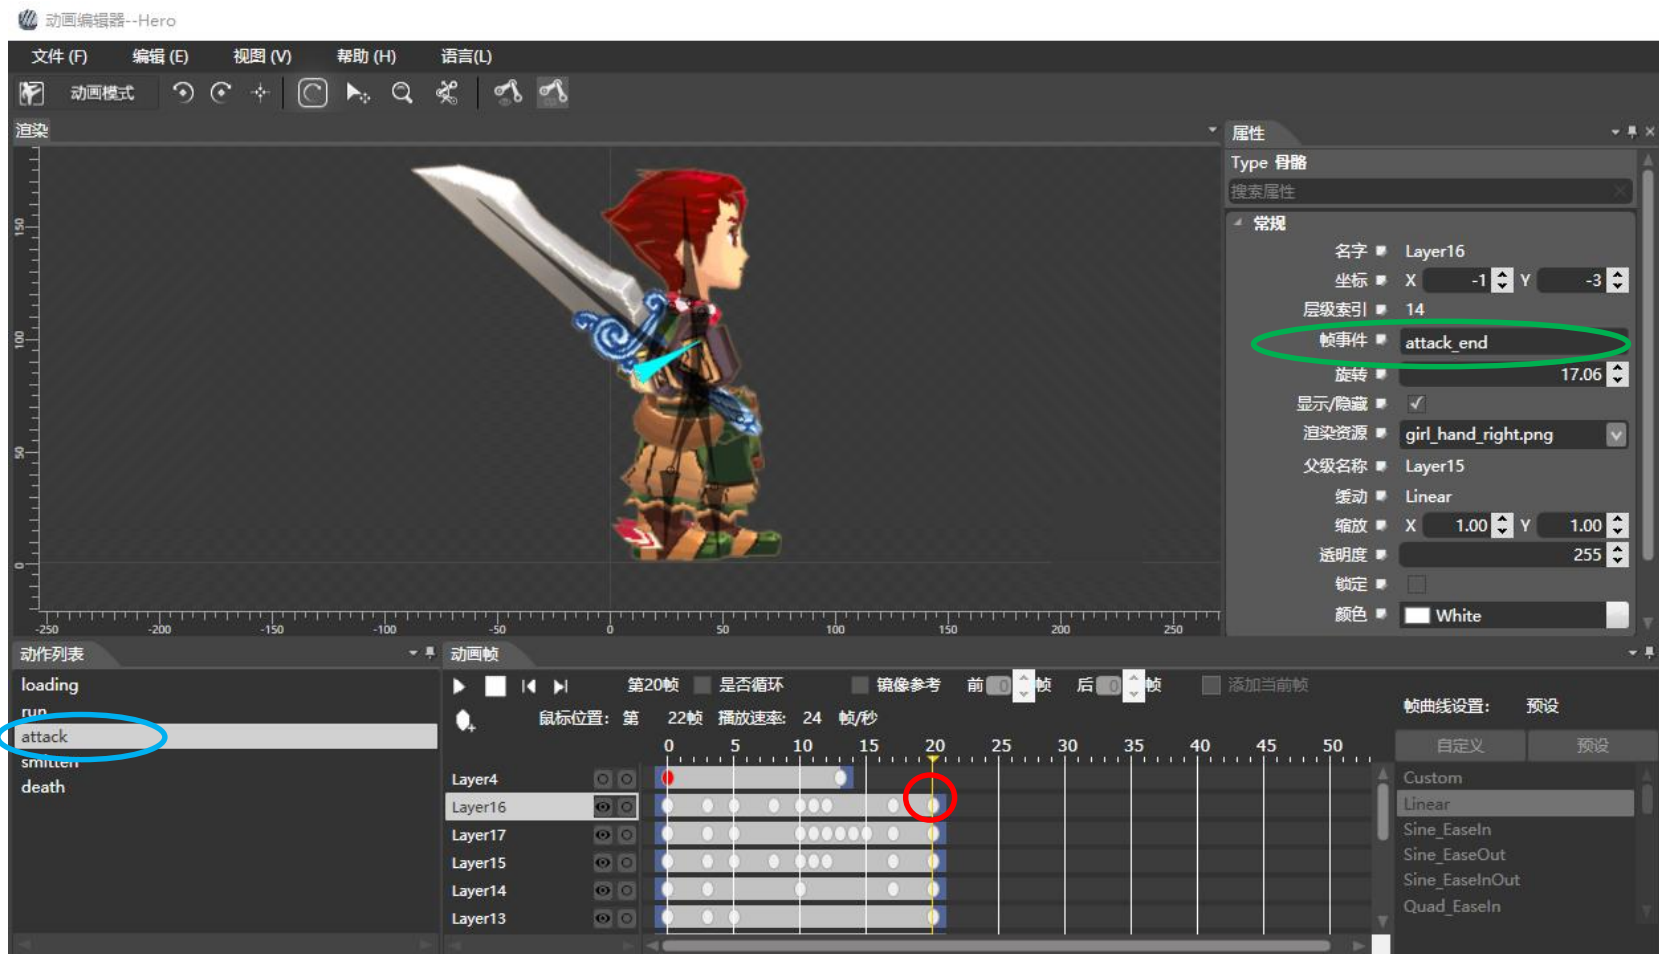 动画编辑器--Hero
文件 (F) 编辑 (E) 视图 (V) 帮助 (H) 语言(L)
动画模式
渲染
属性
Type 骨骼
搜索属性
常规
名字 Layer16
坐标 X -1 Y -3
层级索引 14
帧事件 attack_end
旋转 17.06
显示/隐藏
渲染资源 girl_hand_right.png
父级名称 Layer15
缓动 Linear
缩放 X 1.00 Y 1.00
透明度 255
锁定
颜色 White
150
100
50
0
-250 -200 -150 -100 -50 0 50 100 150 200 250
动作列表
loading
run
attack
smitten
death
动画帧
第20帧 是否循环 镜像参考 前 0 帧 后 0 帧 添加当前帧
鼠标位置: 第 22帧 播放速率: 24 帧/秒
0 5 10 15 20 25 30 35 40 45 50
Layer4
Layer16
Layer17
Layer15
Layer14
Layer13
帧曲线设置: 预设
自定义 预设
Custom
Linear
Sine_EaseIn
Sine_EaseOut
Sine_EaseInOut
Quad_EaseIn